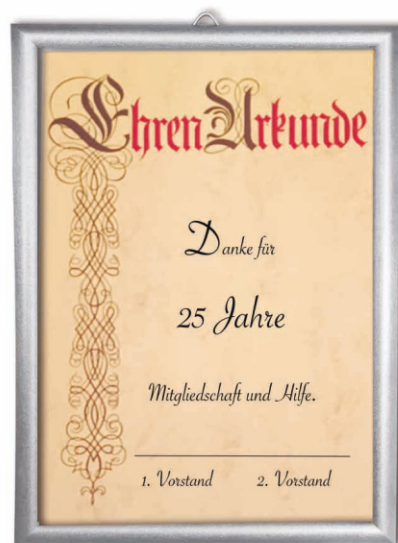 EhrenUrkunde
Danke für
25 Jahre
Mitgliedschaft und Hilfe.
1. Vorstand 2. Vorstand